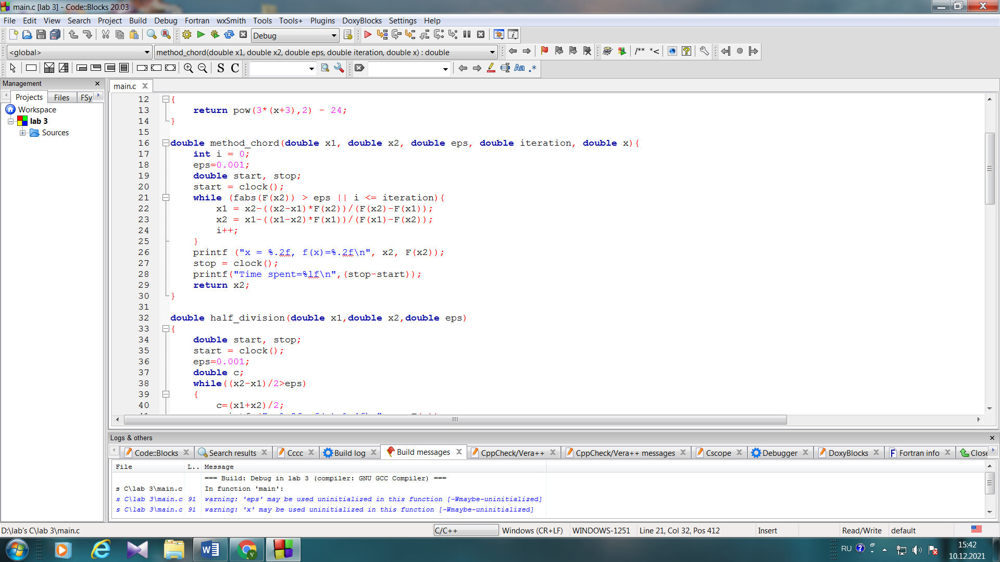 main.c [lab 3] - Code::Blocks 20.03
File Edit View Search Project Build Debug Fortran wxSmith Tools Tools+ Plugins DoxyBlocks Settings Help
Debug
<global> method_chord(double x1, double x2, double eps, double iteration, double x) : double /** *<
S C Aa .*
Management
main.c
Projects Files FSy
Workspace
lab 3
Sources
12 {
13 return pow(3*(x+3),2) - 24;
14 }
15
16 double method_chord(double x1, double x2, double eps, double iteration, double x){
17 int i = 0;
18 eps=0.001;
19 double start, stop;
20 start = clock();
21 while (fabs(F(x2)) > eps || i <= iteration){
22 x1 = x2-((x2-x1)*F(x2))/(F(x2)-F(x1));
23 x2 = x1-((x1-x2)*F(x1))/(F(x1)-F(x2));
24 i++;
25 }
26 printf ("x = %.2f, f(x)=%.2f\n", x2, F(x2));
27 stop = clock();
28 printf("Time spent=%lf\n",(stop-start));
29 return x2;
30 }
31
32 double half_division(double x1,double x2,double eps)
33 {
34 double start, stop;
35 start = clock();
36 eps=0.001;
37 double c;
38 while((x2-x1)/2>eps)
39 {
40 c=(x1+x2)/2;
Logs & others
Code::Blocks Search results Cccc Build log Build messages CppCheck/Vera++ CppCheck/Vera++ messages Cscope Debugger DoxyBlocks Fortran info Close
File L.. Message
=== Build: Debug in lab 3 (compiler: GNU GCC Compiler) ===
s C\lab 3\main.c In function 'main':
s C\lab 3\main.c 91 warning: 'eps' may be used uninitialized in this function [-Wmaybe-uninitialized]
s C\lab 3\main.c 91 warning: 'x' may be used uninitialized in this function [-Wmaybe-uninitialized]
D:\lab's C\lab 3\main.c C/C++ Windows (CR+LF) WINDOWS-1251 Line 21, Col 32, Pos 412 Insert Read/Write default
RU 15:42
10.12.2021